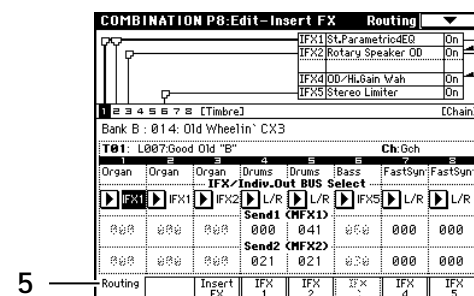 COMBINATION P8:Edit-Insert FX Routing
IFX1 St.Parametric4EQ On
IFX2 Rotary Speaker OD On
IFX4 OD/Hi.Gain Wah On
IFX5 Stereo Limiter On
1 2 3 4 5 6 7 8 [Timbre] [Chain
Bank B : 014: Old Wheelin` CX3
T01: L007:Good Old "B" Ch:Gch
1 2 3 4 5 6 7 8
Organ Organ Organ Drums Drums Bass FastSyn FastSyn
IFX/Indiv.Out BUS Select
IFX1 IFX1 IFX2 L/R L/R IFX5 L/R L/R
Send1 (MFX1)
000 041 000 000
Send2 (MFX2)
021 021 000 000
5 Routing Insert FX IFX 1 IFX 2 IFX IFX 4 IFX 5